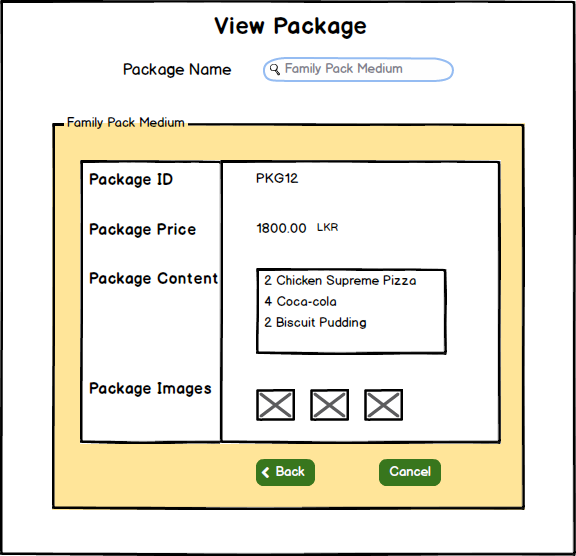 View Package
Package Name
Family Pack Medium
Family Pack Medium
Package ID
PKG12
Package Price
1800.00 LKR
Package Content
2 Chicken Supreme Pizza
4 Coca-cola
2 Biscuit Pudding
Package Images
Back
Cancel